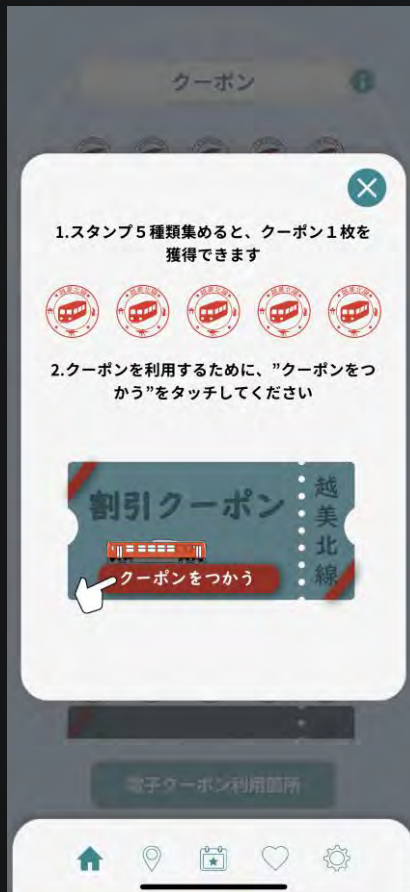 クーポン
1.スタンプ５種類集めると、クーポン１枚を
獲得できます
2.クーポンを利用するために、”クーポンをつ
かう”をタッチしてください
割引クーポン
越美北線
クーポンをつかう
電子クーポン利用箇所